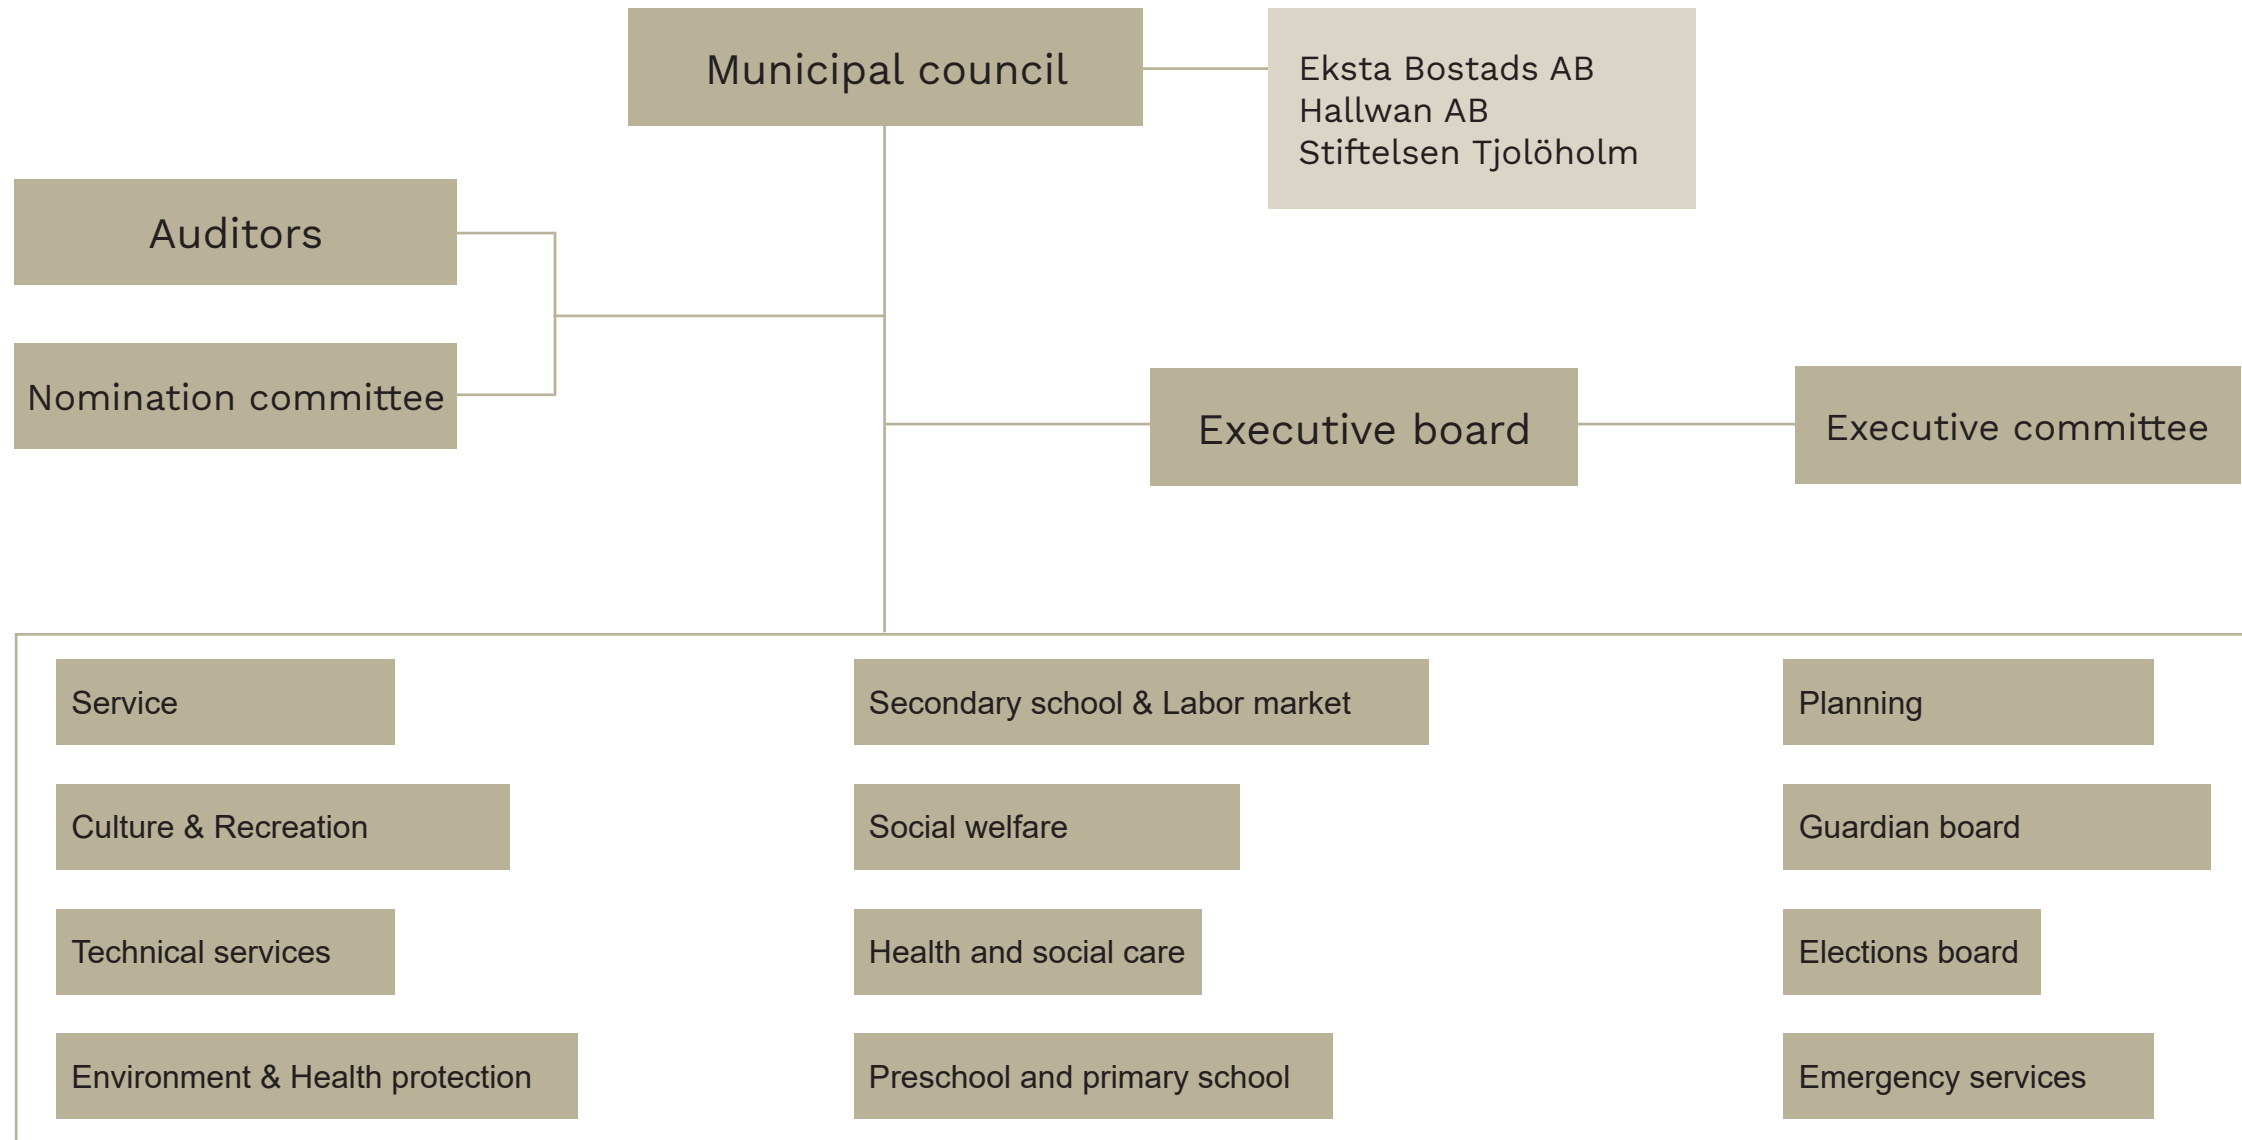 Municipal council
Eksta Bostads AB
Hallwan AB
Stiftelsen Tjolöholm
Auditors
Nomination committee
Executive board
Executive committee
Service
Culture & Recreation
Technical services
Environment & Health protection
Secondary school & Labor market
Social welfare
Health and social care
Preschool and primary school
Planning
Guardian board
Elections board
Emergency services